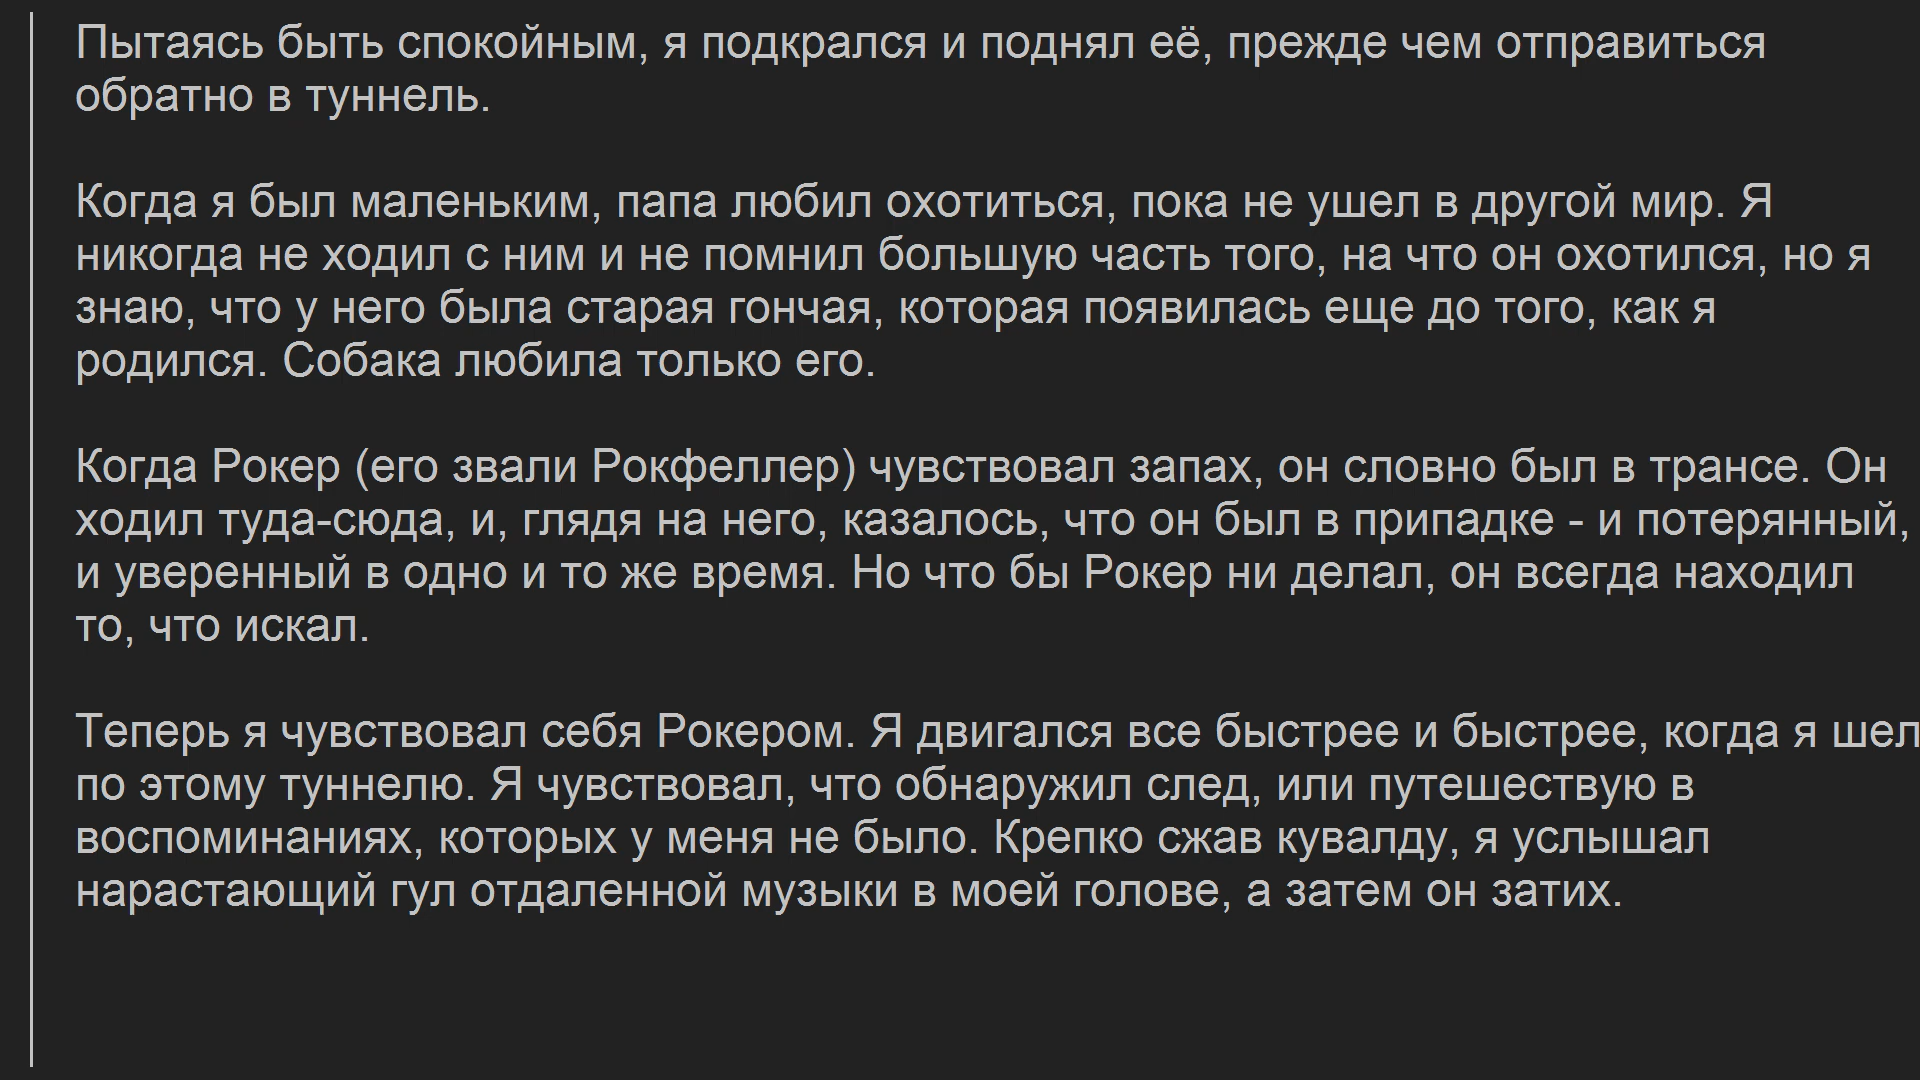 Пытаясь быть спокойным, я подкрался и поднял её, прежде чем отправиться
обратно в туннель.
Когда я был маленьким, папа любил охотиться, пока не ушел в другой мир. Я
никогда не ходил с ним и не помнил большую часть того, на что он охотился, но я
знаю, что у него была старая гончая, которая появилась еще до того, как я
родился. Собака любила только его.
Когда Рокер (его звали Рокфеллер) чувствовал запах, он словно был в трансе. Он
ходил туда-сюда, и, глядя на него, казалось, что он был в припадке - и потерянный,
и уверенный в одно и то же время. Но что бы Рокер ни делал, он всегда находил
то, что искал.
Теперь я чувствовал себя Рокером. Я двигался все быстрее и быстрее, когда я шел
по этому туннелю. Я чувствовал, что обнаружил след, или путешествую в
воспоминаниях, которых у меня не было. Крепко сжав кувалду, я услышал
нарастающий гул отдаленной музыки в моей голове, а затем он затих.